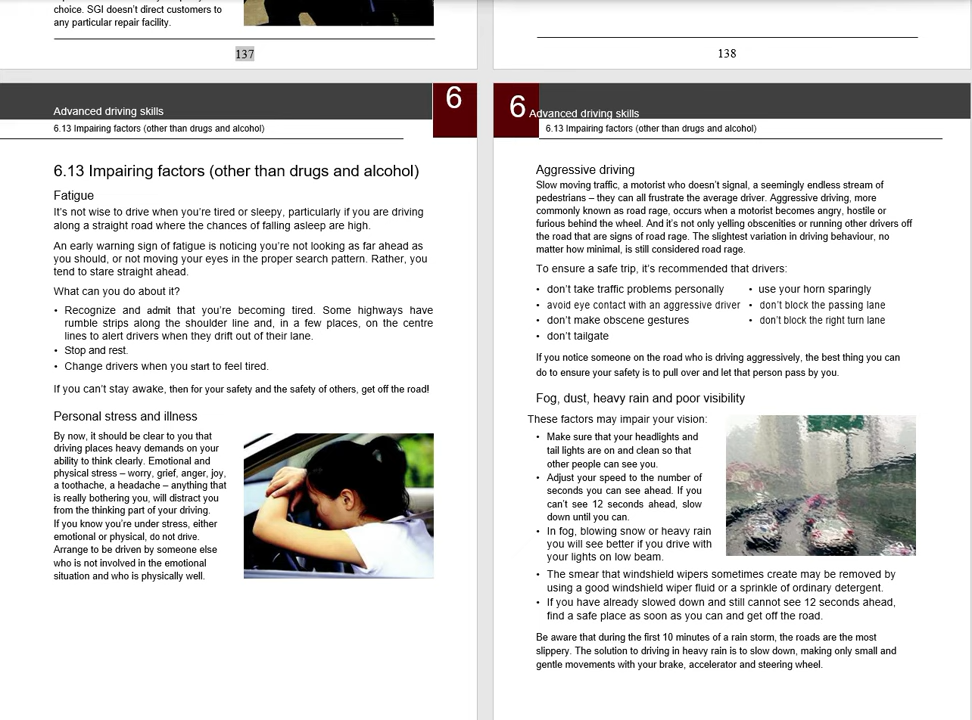 choice. SGI doesn't direct customers to
any particular repair facility.
137
138
Advanced driving skills
6
6.13 Impairing factors (other than drugs and alcohol)
6.13 Impairing factors (other than drugs and alcohol)
Fatigue
It's not wise to drive when you're tired or sleepy, particularly if you are driving
along a straight road where the chances of falling asleep are high.
An early warning sign of fatigue is noticing you're not looking as far ahead as
you should, or not moving your eyes in the proper search pattern. Rather, you
tend to stare straight ahead.
What can you do about it?
• Recognize and admit that you're becoming tired. Some highways have
rumble strips along the shoulder line and, in a few places, on the centre
lines to alert drivers when they drift out of their lane.
• Stop and rest.
• Change drivers when you start to feel tired.
If you can't stay awake, then for your safety and the safety of others, get off the road!
Personal stress and illness
By now, it should be clear to you that
driving places heavy demands on your
ability to think clearly. Emotional and
physical stress – worry, grief, anger, joy,
a toothache, a headache – anything that
is really bothering you, will distract you
from the thinking part of your driving.
If you know you're under stress, either
emotional or physical, do not drive.
Arrange to be driven by someone else
who is not involved in the emotional
situation and who is physically well.
6 Advanced driving skills
6.13 Impairing factors (other than drugs and alcohol)
Aggressive driving
Slow moving traffic, a motorist who doesn't signal, a seemingly endless stream of
pedestrians – they can all frustrate the average driver. Aggressive driving, more
commonly known as road rage, occurs when a motorist becomes angry, hostile or
furious behind the wheel. And it's not only yelling obscenities or running other drivers off
the road that are signs of road rage. The slightest variation in driving behaviour, no
matter how minimal, is still considered road rage.
To ensure a safe trip, it's recommended that drivers:
• don't take traffic problems personally
• avoid eye contact with an aggressive driver
• don't make obscene gestures
• don't tailgate
• use your horn sparingly
• don't block the passing lane
• don't block the right turn lane
If you notice someone on the road who is driving aggressively, the best thing you can
do to ensure your safety is to pull over and let that person pass by you.
Fog, dust, heavy rain and poor visibility
These factors may impair your vision:
• Make sure that your headlights and
tail lights are on and clean so that
other people can see you.
• Adjust your speed to the number of
seconds you can see ahead. If you
can't see 12 seconds ahead, slow
down until you can.
• In fog, blowing snow or heavy rain
you will see better if you drive with
your lights on low beam.
• The smear that windshield wipers sometimes create may be removed by
using a good windshield wiper fluid or a sprinkle of ordinary detergent.
• If you have already slowed down and still cannot see 12 seconds ahead,
find a safe place as soon as you can and get off the road.
Be aware that during the first 10 minutes of a rain storm, the roads are the most
slippery. The solution to driving in heavy rain is to slow down, making only small and
gentle movements with your brake, accelerator and steering wheel.